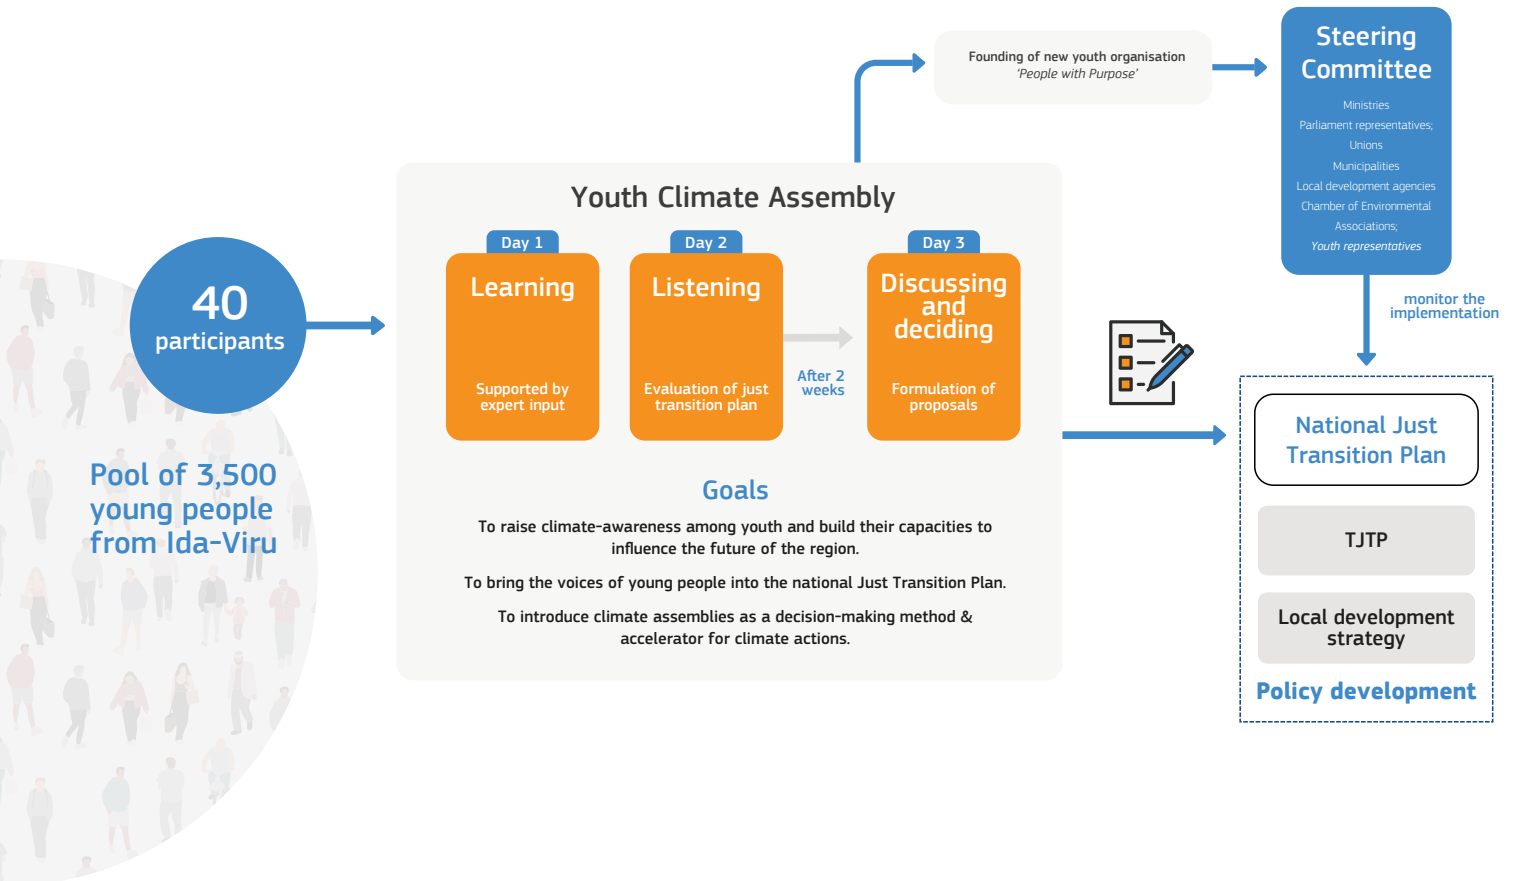 40
participants
Pool of 3,500
young people
from Ida-Viru
Youth Climate Assembly
Day 1
Learning
Supported by
expert input
Day 2
Listening
Evaluation of just
transition plan
After 2
weeks
Day 3
Discussing
and
deciding
Formulation of
proposals
Goals
To raise climate-awareness among youth and build their capacities to
influence the future of the region.
To bring the voices of young people into the national Just Transition Plan.
To introduce climate assemblies as a decision-making method &
accelerator for climate actions.
Founding of new youth organisation
‘People with Purpose’
Steering
Committee
Ministries
Parliament representatives;
Unions
Municipalities
Local development agencies
Chamber of Environmental
Associations;
Youth representatives
monitor the
implementation
National Just
Transition Plan
TJTP
Local development
strategy
Policy development